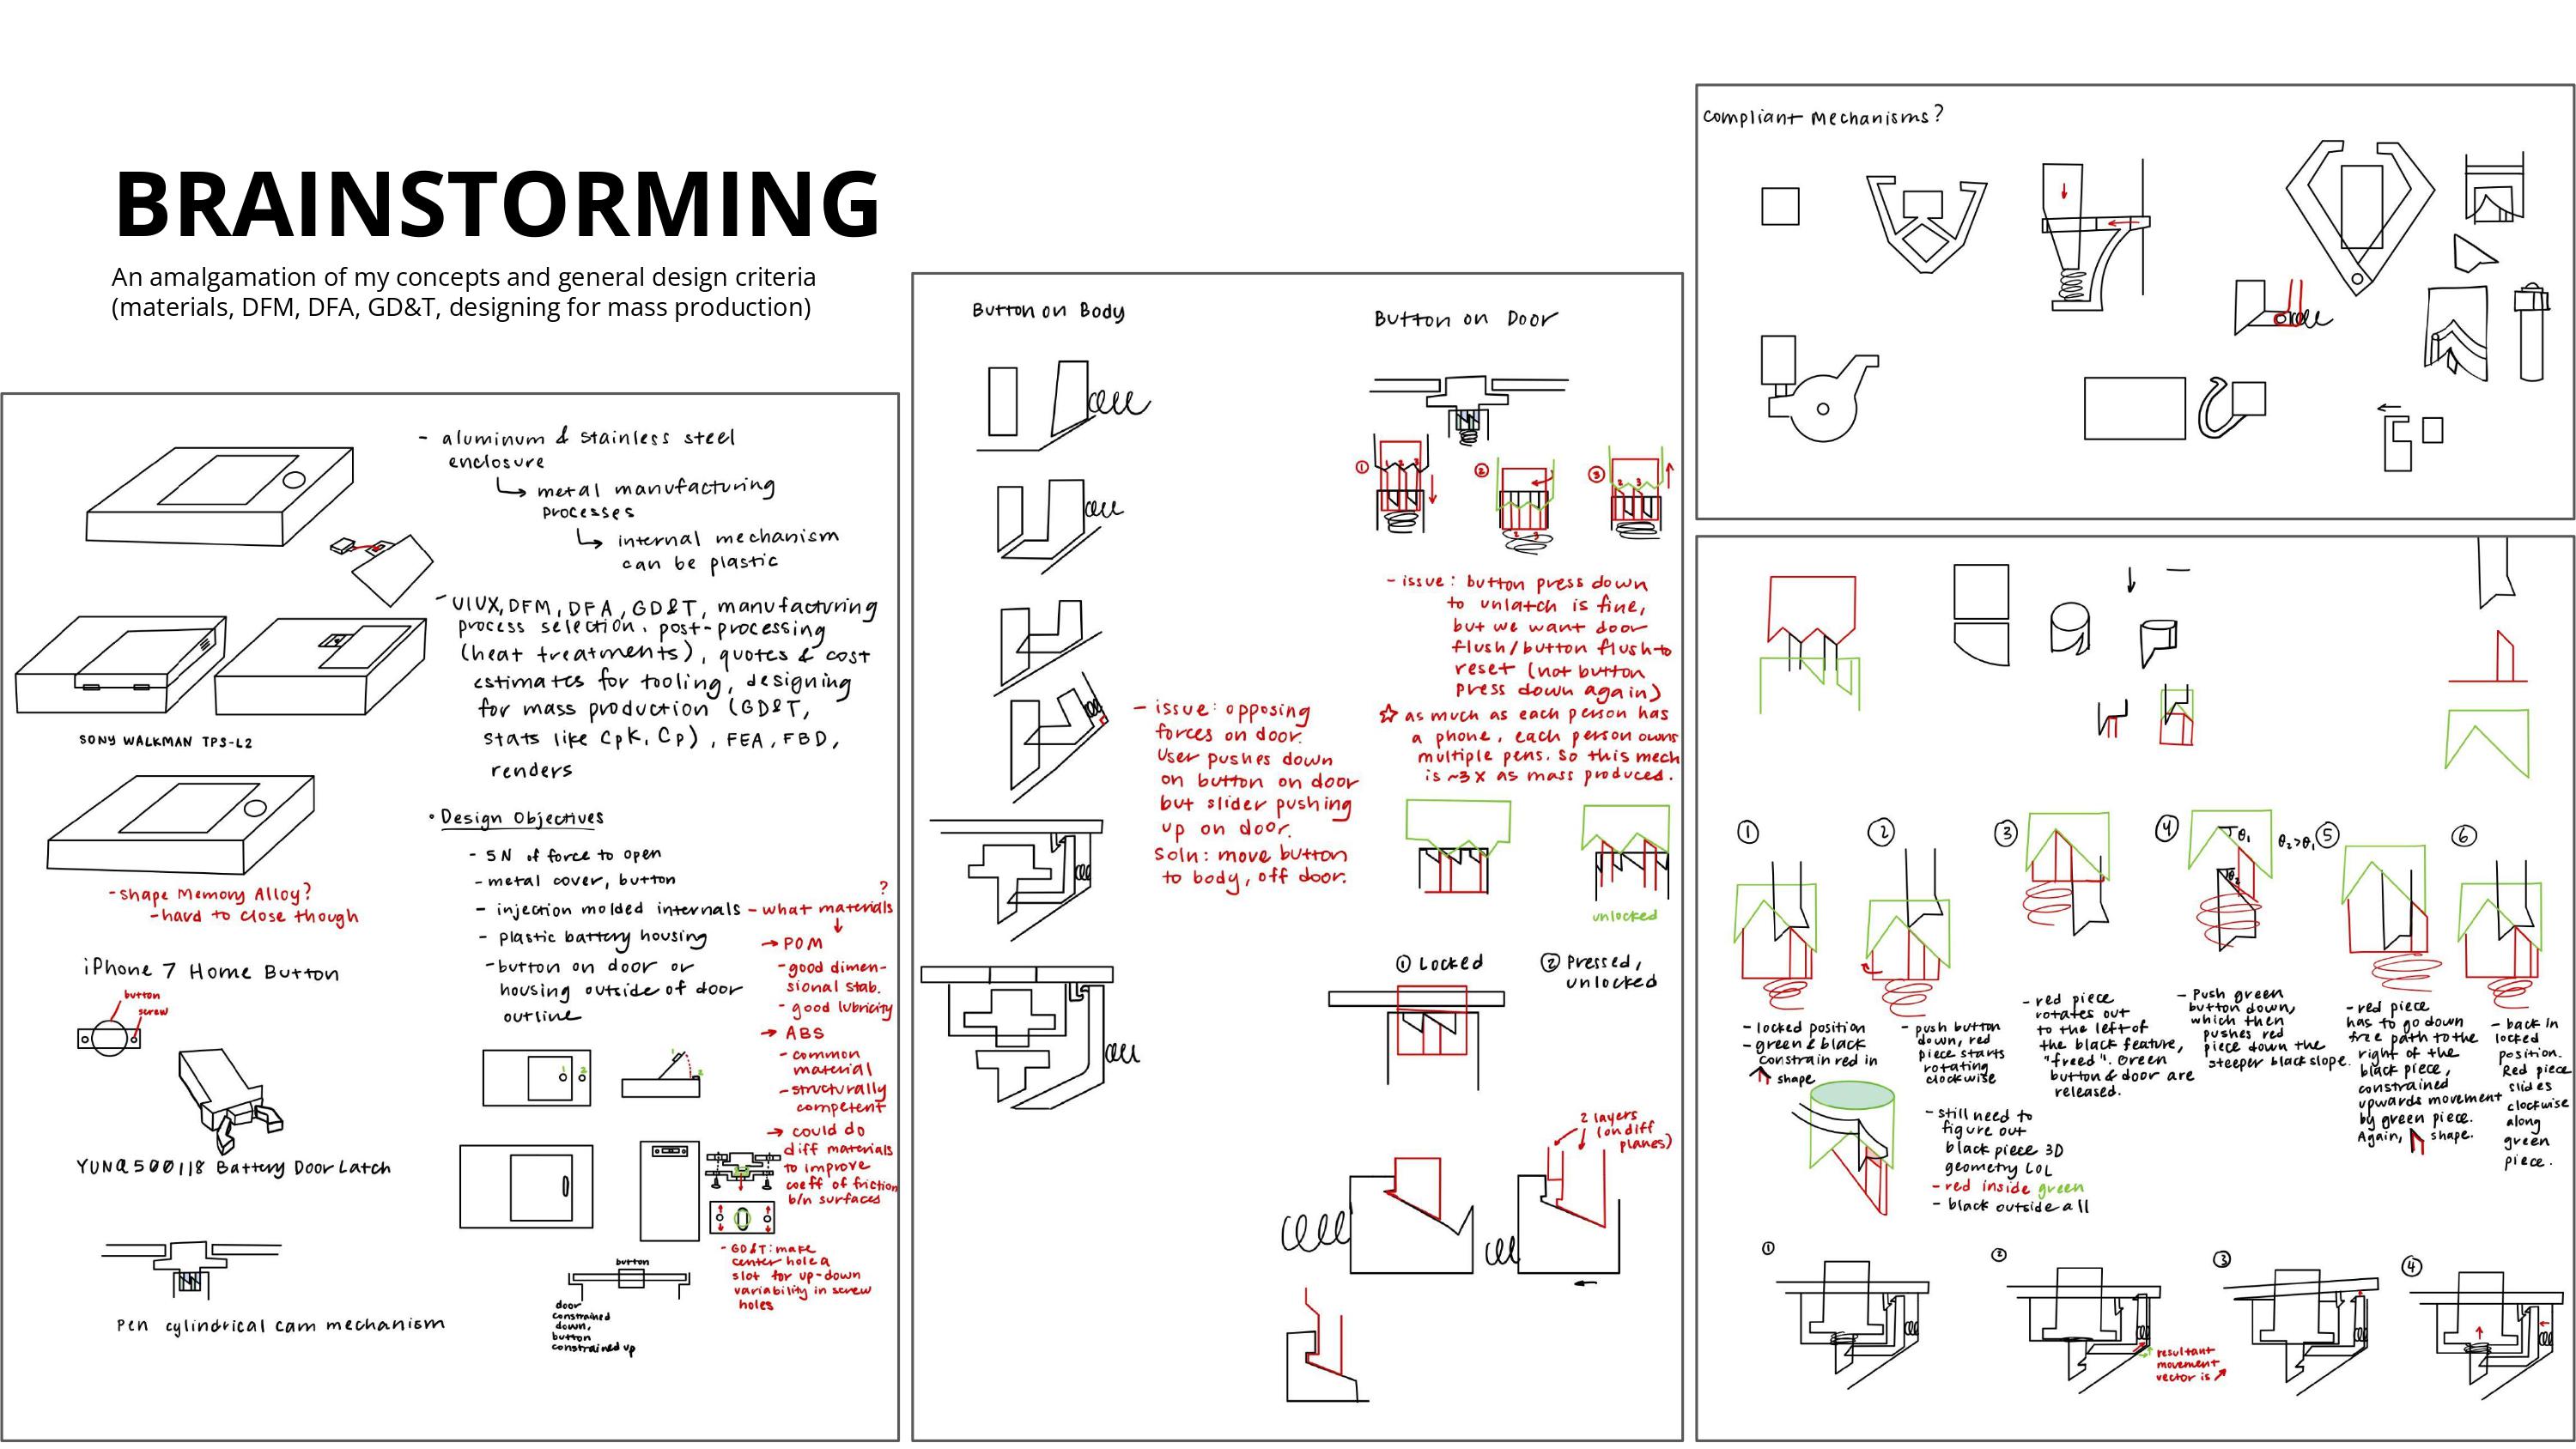 BRAINSTORMING
An amalgamation of my concepts and general design criteria
(materials, DFM, DFA, GD&T, designing for mass production)
- aluminum & stainless steel
enclosure
metal manufacturing
processes
internal mechanism
can be plastic
- UIUX, DFM, DFA, GD&T, manufacturing
process selection, post-processing
(heat treatments), quotes & cost
estimates for tooling, designing
for mass production (GD&T,
stats like CpK, Cp), FEA, FBD,
renders
SONY WALKMAN TPS-L2
- shape Memory Alloy?
- hard to close though
iPhone 7 Home Button
button
screw
YUNQ500118 Battery Door Latch
Pen cylindrical cam mechanism
• Design Objectives
- 5N of force to open
- metal cover, button
- injection molded internals
- plastic battery housing
- button on door or
housing outside of door
outline
?
- what materials
→ POM
- good dimen-
sional stab.
- good lubricity
→ ABS
- common
material
- structurally
competent
→ could do
diff materials
to improve
coeff of friction
b/n surfaces
1 2
1
2
- GD&T: make
center hole a
slot for up-down
variability in screw
holes
button
door
constrained
down,
button
constrained up
Button on Body
- issue: opposing
forces on door.
User pushes down
on button on door
but slider pushing
up on door.
Soln: move button
to body, off door.
Button on Door
① ② ③
1 2 3
2 3
2 3
- issue: button press down
to unlatch is fine,
but we want door
flush/button flush to
reset (not button
press down again)
☆ as much as each person has
a phone, each person owns
multiple pens. So this mech
is ~3x as mass produced.
unlocked
① Locked
② Pressed,
unlocked
2 layers
(on diff
planes)
Compliant Mechanisms?
① ② ③ ④ ⑤ ⑥
θ1
θ2>θ1
θ2
- locked position
- green & black
constrain red in
shape
- push button
down, red
piece starts
rotating
clockwise
- red piece
rotates out
to the left of
the black feature,
"freed". Green
button & door are
released.
- Push green
button down,
which then
pushes red
piece down the
steeper black slope.
- red piece
has to go down
free path to the
right of the
black piece,
constrained
upwards movement
by green piece.
Again, shape.
- back in
locked
position.
Red piece
slides
clockwise
along
green
piece.
- still need to
figure out
black piece 3D
geometry LOL
- red inside green
- black outside all
① ② ③ ④
resultant
movement
vector is